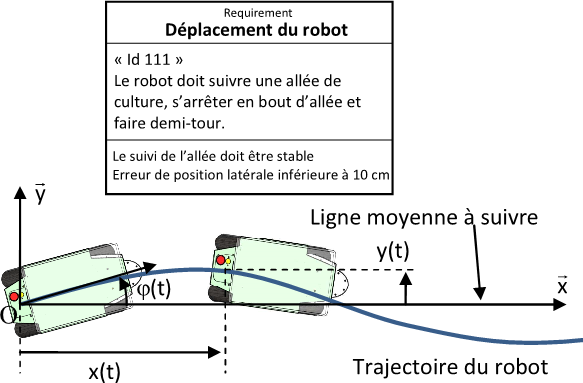 Requirement
Déplacement du robot
« Id 111 »
Le robot doit suivre une allée de
culture, s’arrêter en bout d’allée et
faire demi-tour.
Le suivi de l’allée doit être stable
Erreur de position latérale inférieure à 10 cm
y⃗
Ligne moyenne à suivre
y(t)
φ(t)
x⃗
O
x(t)
Trajectoire du robot